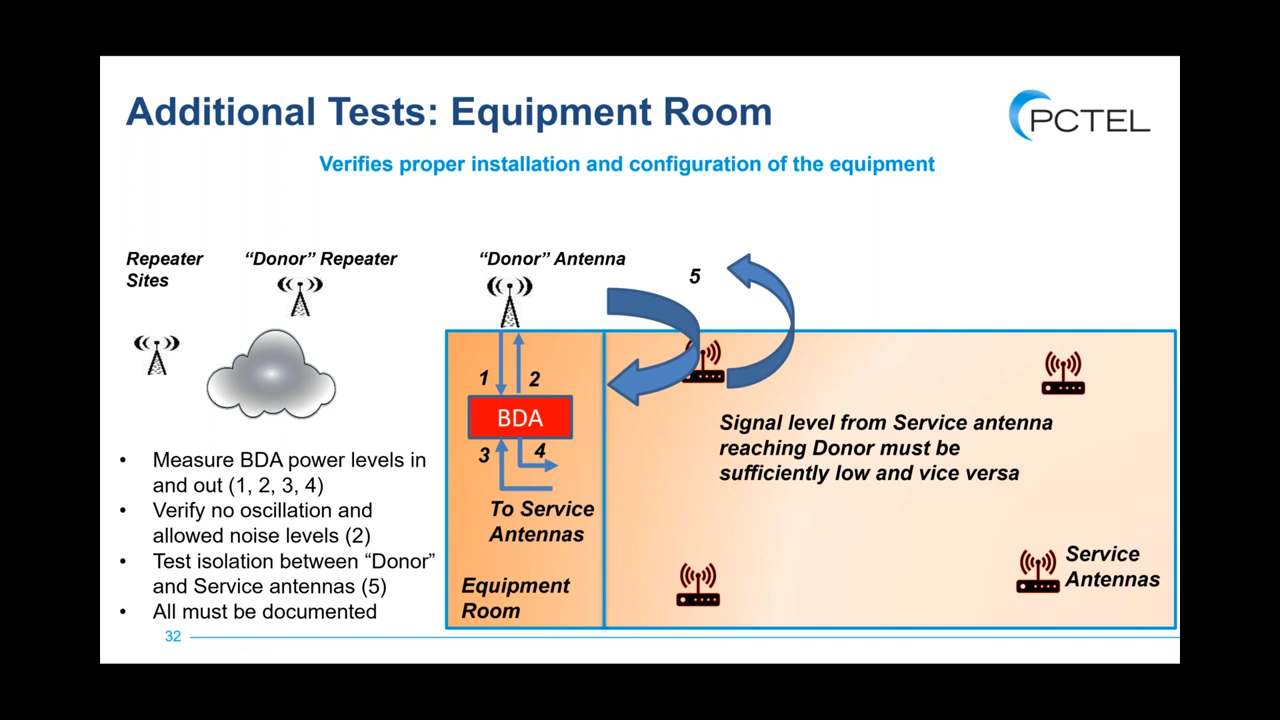 Additional Tests: Equipment Room
PCTEL
Verifies proper installation and configuration of the equipment
Repeater
Sites
“Donor” Repeater
“Donor” Antenna
5
1
2
BDA
3
4
To Service
Antennas
Equipment
Room
Signal level from Service antenna
reaching Donor must be
sufficiently low and vice versa
Service
Antennas
• Measure BDA power levels in
and out (1, 2, 3, 4)
• Verify no oscillation and
allowed noise levels (2)
• Test isolation between “Donor”
and Service antennas (5)
• All must be documented
32